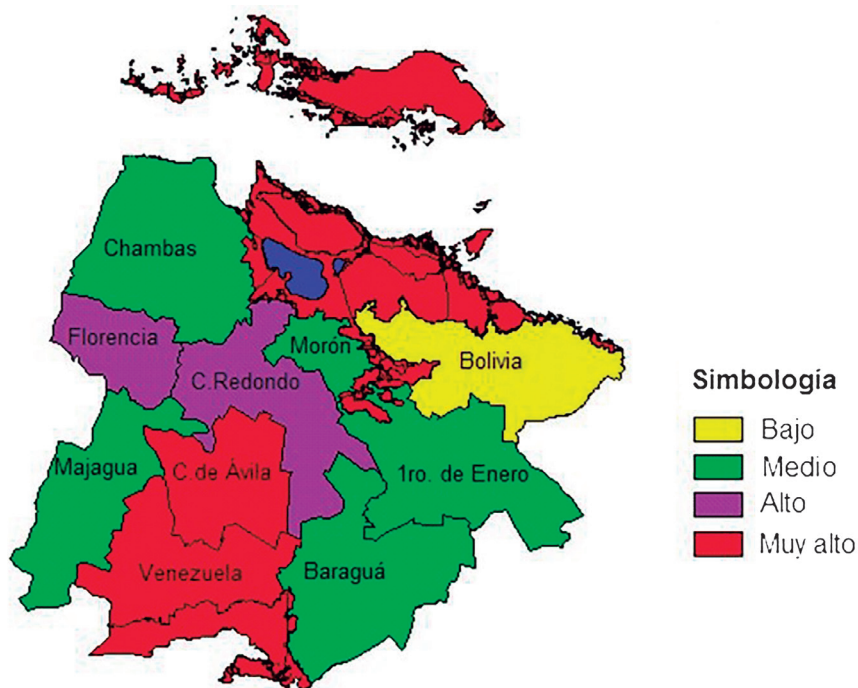 Chambas
Florencia
Morón
C.Redondo
Bolivia
Majagua
C.de Ávila
1ro. de Enero
Venezuela
Baraguá
Simbología
Bajo
Medio
Alto
Muy alto